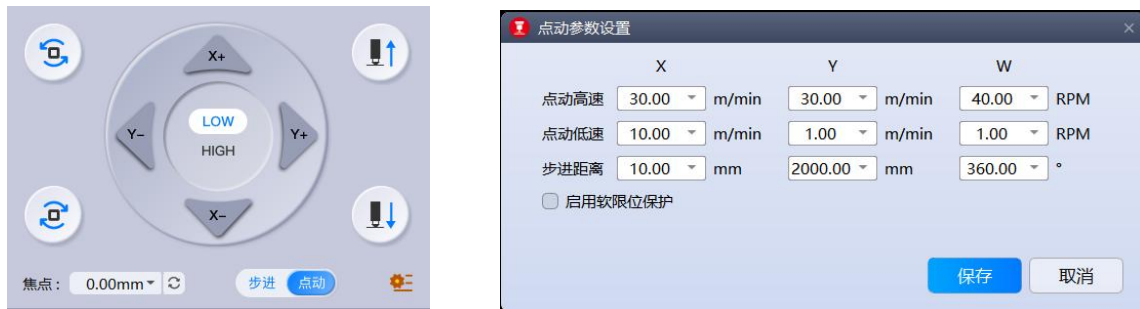 X+
LOW
Y-
Y+
HIGH
X-
焦点： 0.00mm
步进 点动
点动参数设置
X Y W
点动高速 30.00 m/min 30.00 m/min 40.00 RPM
点动低速 10.00 m/min 1.00 m/min 1.00 RPM
步进距离 10.00 mm 2000.00 mm 360.00 °
启用软限位保护
保存 取消